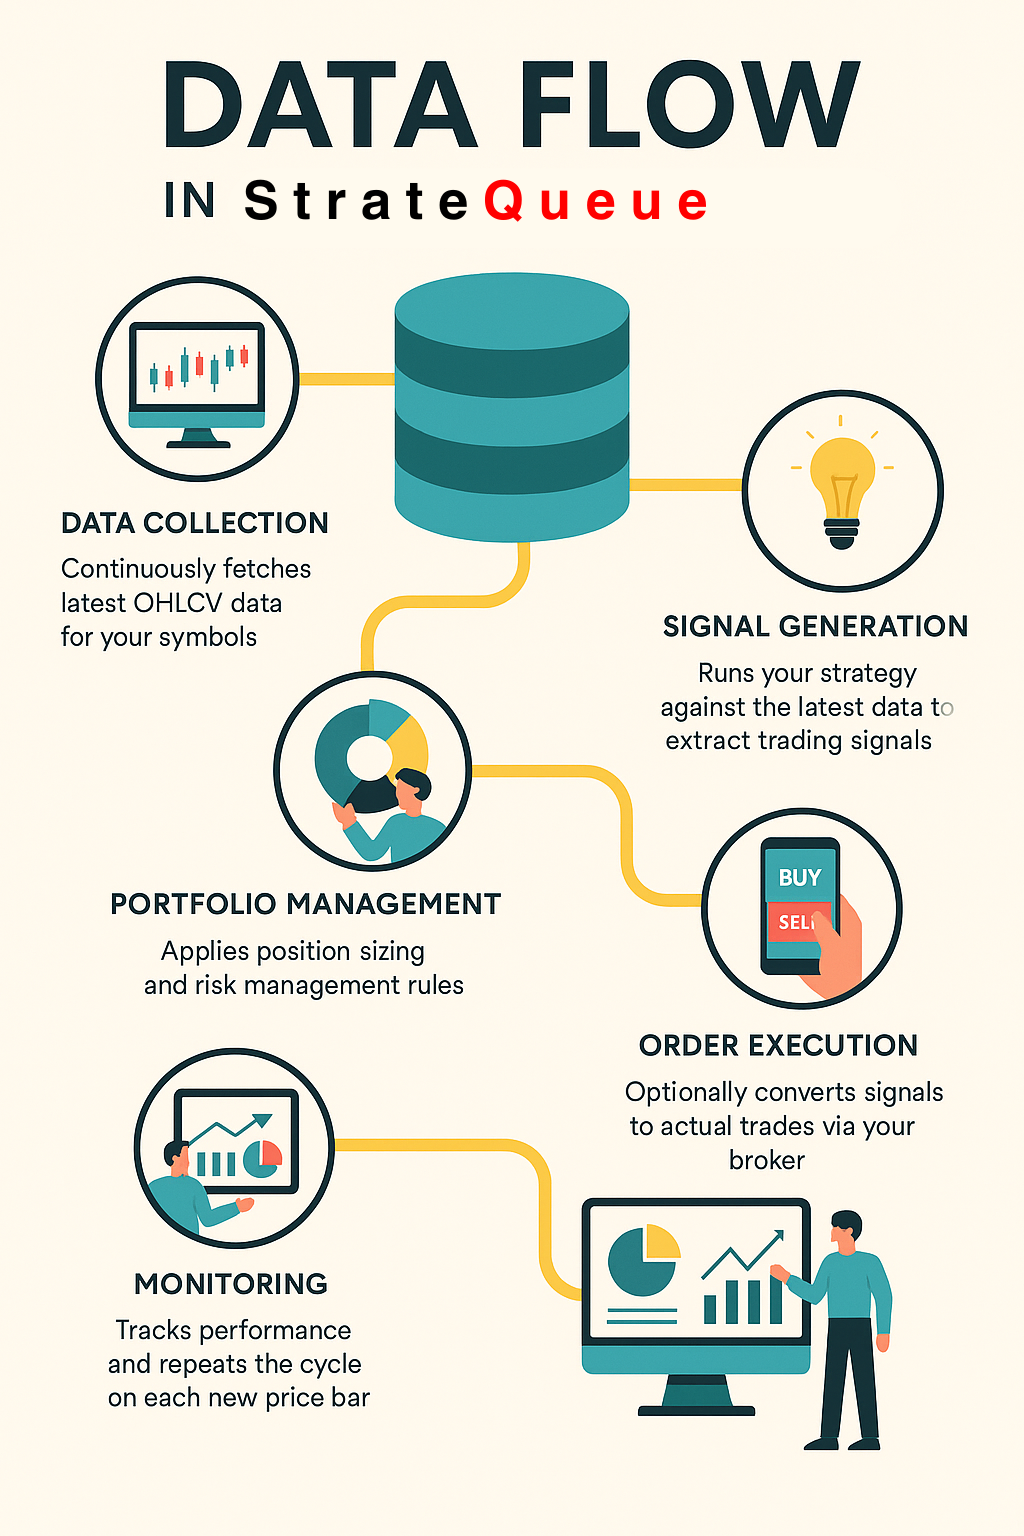 DATA FLOW
IN StrateQueue
DATA COLLECTION
Continuously fetches
latest OHLCV data
for your symbols
SIGNAL GENERATION
Runs your strategy
against the latest data to
extract trading signals
PORTFOLIO MANAGEMENT
Applies position sizing
and risk management rules
BUY
SELL
ORDER EXECUTION
Optionally converts signals
to actual trades via your
broker
MONITORING
Tracks performance
and repeats the cycle
on each new price bar